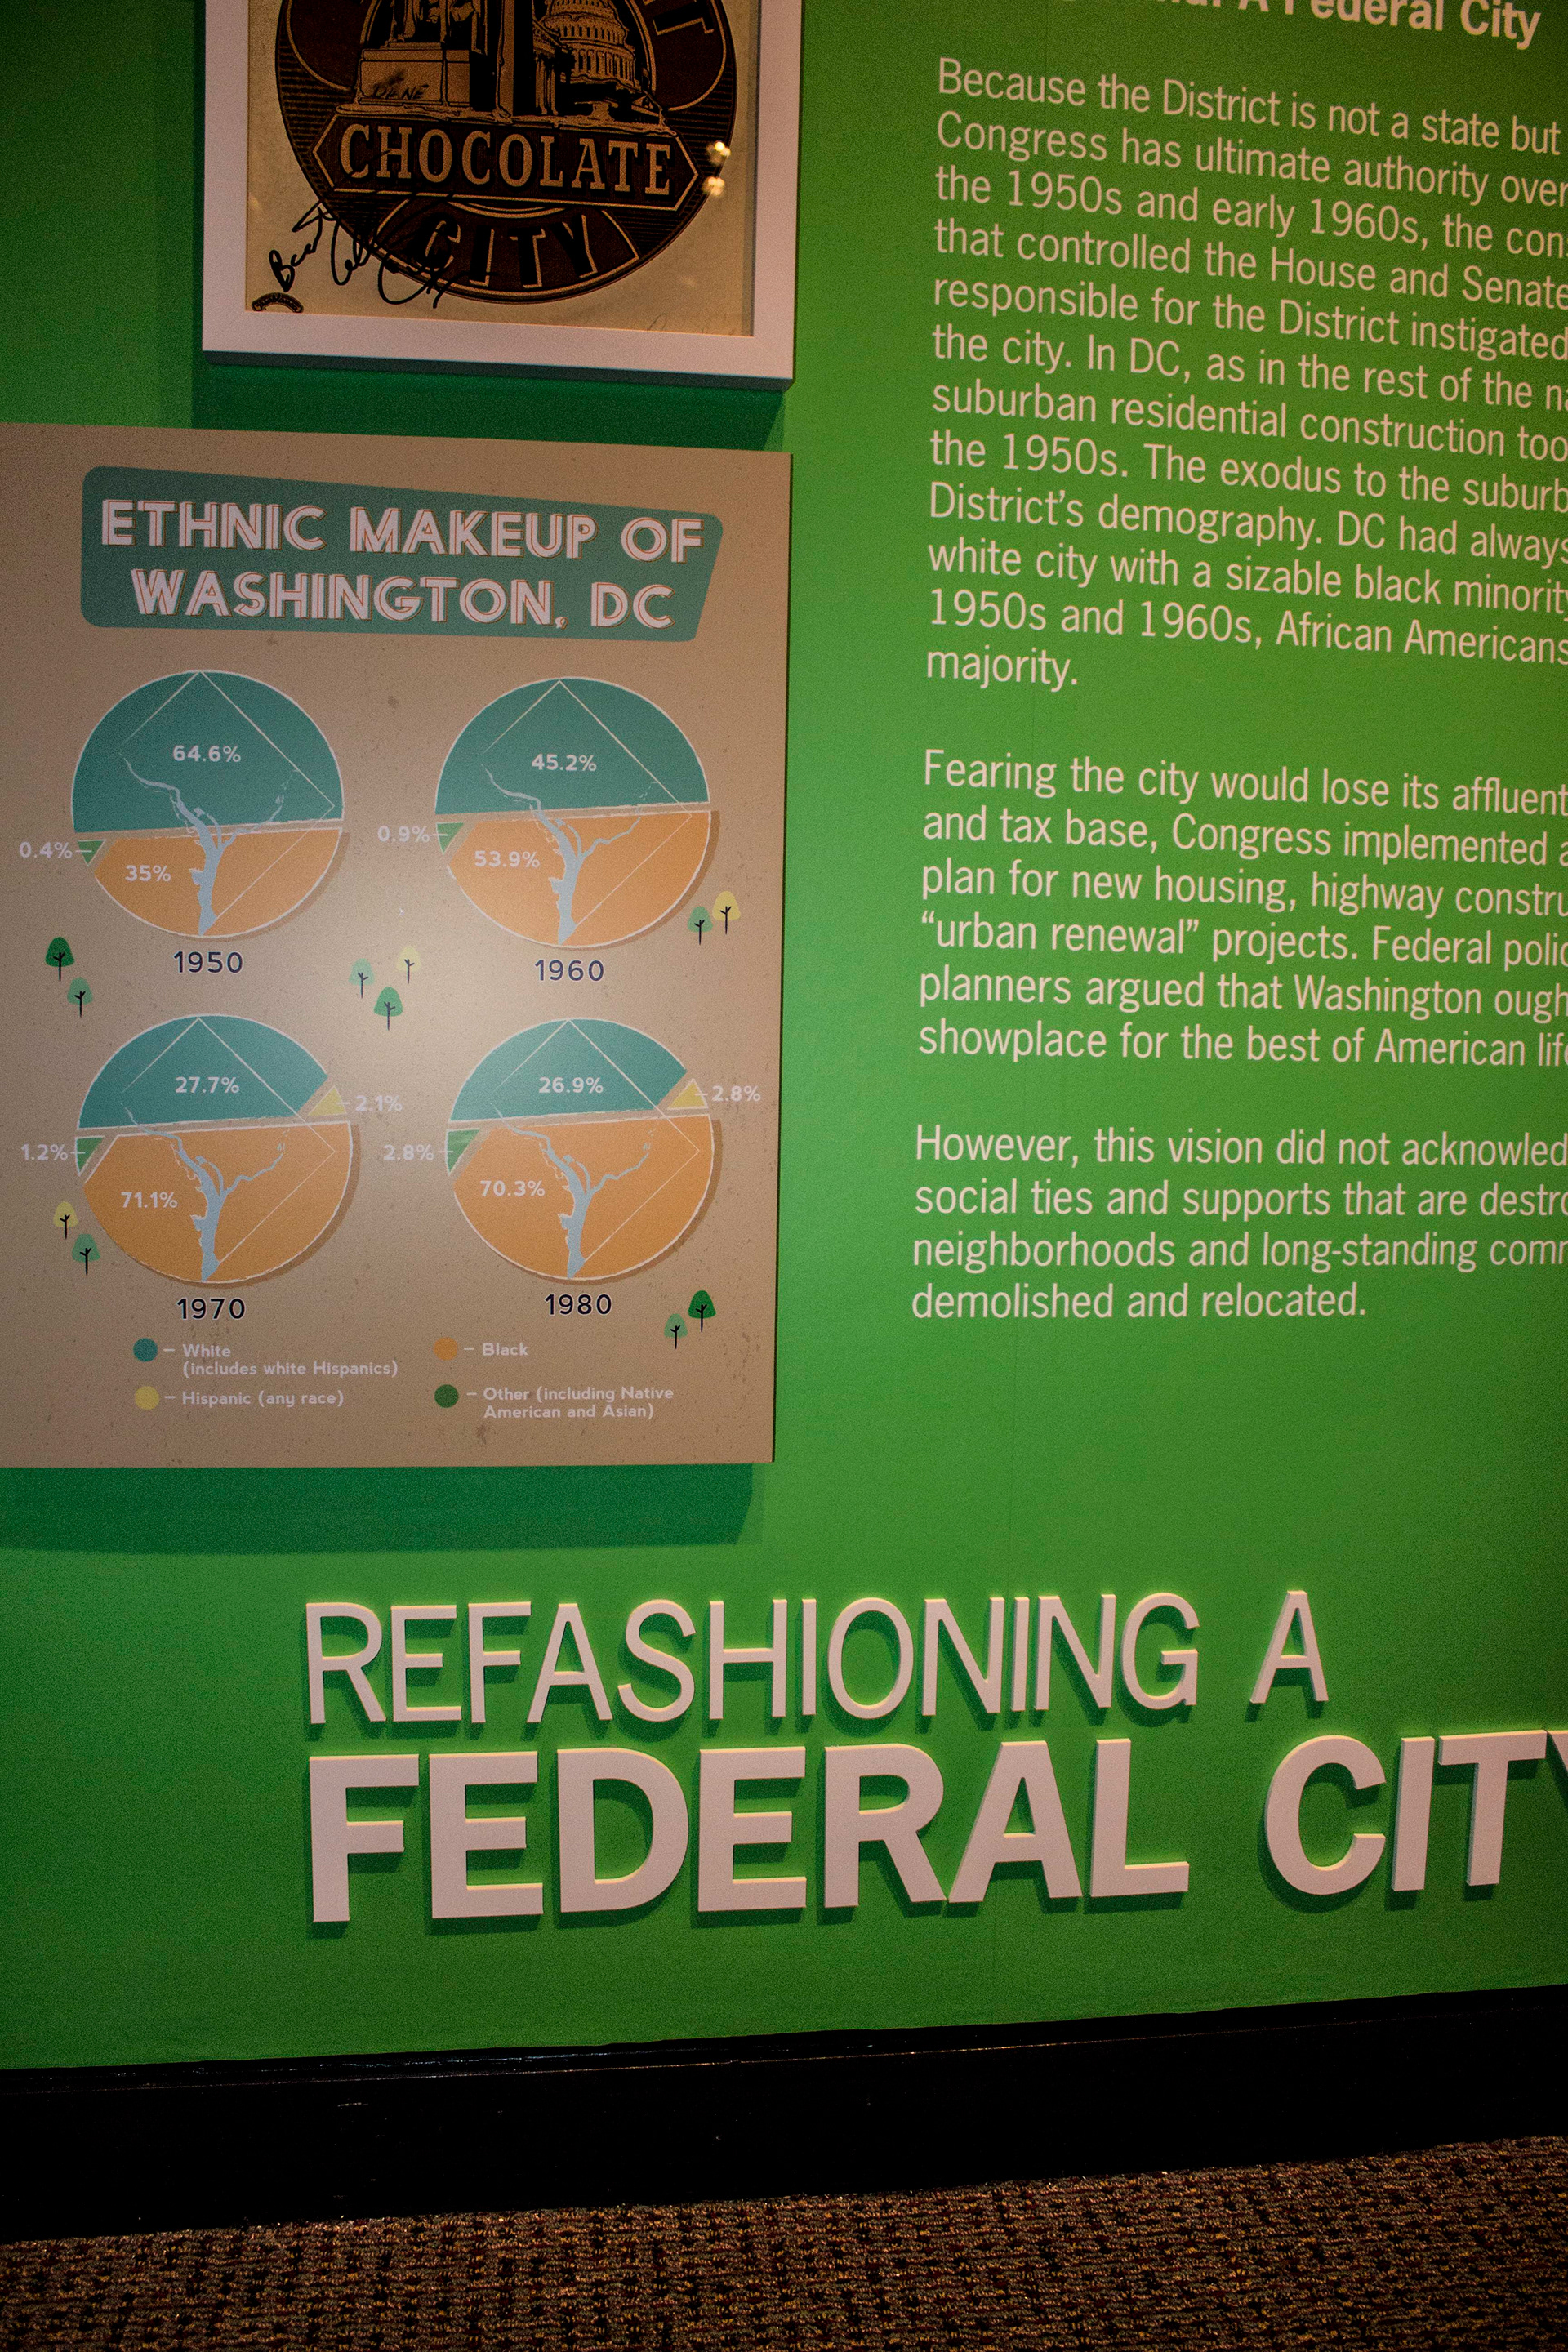 CHOCOLATE
CITY
ETHNIC MAKEUP OF
WASHINGTON, DC
64.6%
0.4%
35%
1950
45.2%
0.9%
53.9%
1960
27.7%
2.1%
1.2%
71.1%
1970
26.9%
2.8%
2.8%
70.3%
1980
White
(includes white Hispanics)
Black
Hispanic (any race)
Other (including Native
American and Asian)
A Federal City
Because the District is not a state but
Congress has ultimate authority over
the 1950s and early 1960s, the con
that controlled the House and Senate
responsible for the District instigated
the city. In DC, as in the rest of the na
suburban residential construction too
the 1950s. The exodus to the suburb
District's demography. DC had always
white city with a sizable black minority
1950s and 1960s, African Americans
majority.
Fearing the city would lose its affluent
and tax base, Congress implemented a
plan for new housing, highway constru
“urban renewal” projects. Federal polic
planners argued that Washington ough
showplace for the best of American life
However, this vision did not acknowled
social ties and supports that are destro
neighborhoods and long-standing comm
demolished and relocated.
REFASHIONING A
FEDERAL CITY